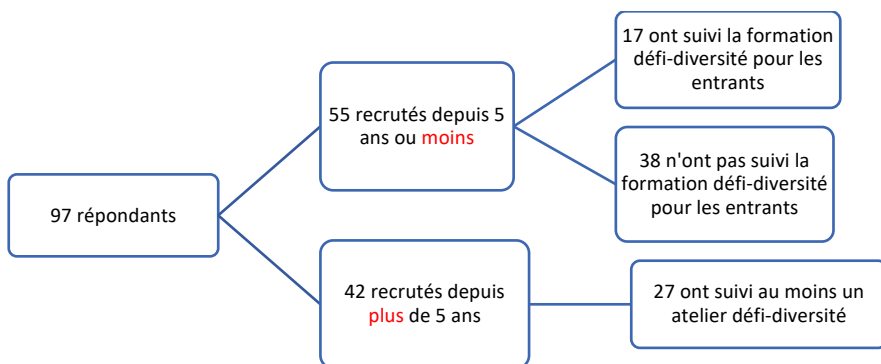 97 répondants
55 recrutés depuis 5
ans ou moins
17 ont suivi la formation
défi-diversité pour les
entrants
38 n'ont pas suivi la
formation défi-diversité
pour les entrants
42 recrutés depuis
plus de 5 ans
27 ont suivi au moins un
atelier défi-diversité